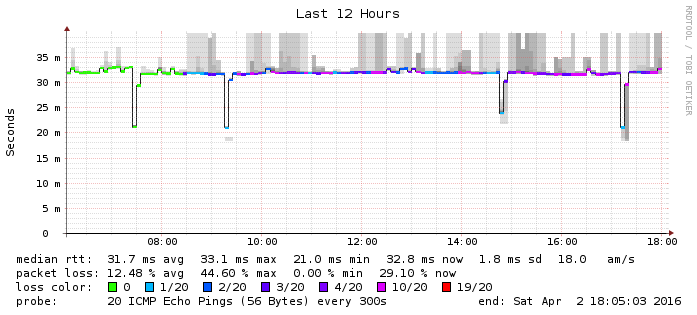 Last 12 Hours
RRDTOOL / TOBI OETIKER
Seconds
35 m
30 m
25 m
20 m
15 m
10 m
5 m
0
08:00 10:00 12:00 14:00 16:00 18:00
median rtt: 31.7 ms avg 33.1 ms max 21.0 ms min 32.8 ms now 1.8 ms sd 18.0 am/s
packet loss: 12.48 % avg 44.60 % max 0.00 % min 29.10 % now
loss color: 0 1/20 2/20 3/20 4/20 10/20 19/20
probe: 20 ICMP Echo Pings (56 Bytes) every 300s end: Sat Apr 2 18:05:03 2016